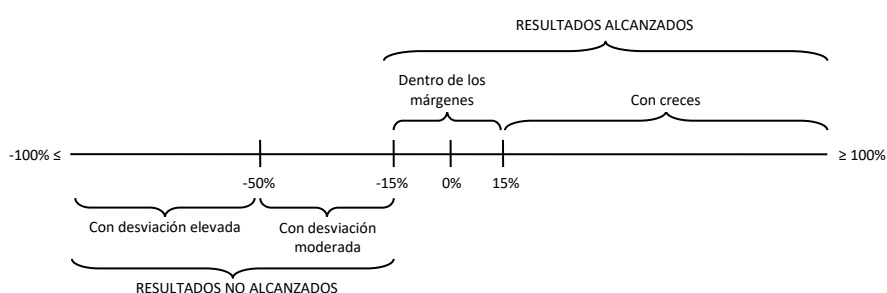 RESULTADOS ALCANZADOS
Dentro de los
márgenes
Con creces
-100% ≤
≥ 100%
-50%
-15%
0%
15%
Con desviación elevada
Con desviación
moderada
RESULTADOS NO ALCANZADOS